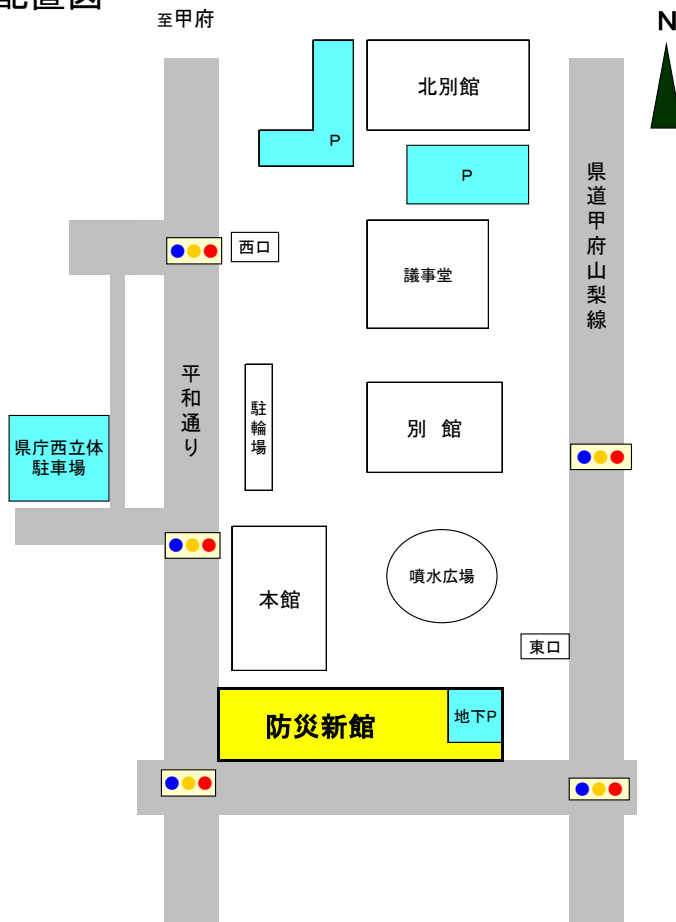 配置図
至甲府
N
北別館
P
P
県道甲府山梨線
西口
議事堂
平和通り
駐輪場
別 館
県庁西立体
駐車場
本館
噴水広場
東口
防災新館
地下P